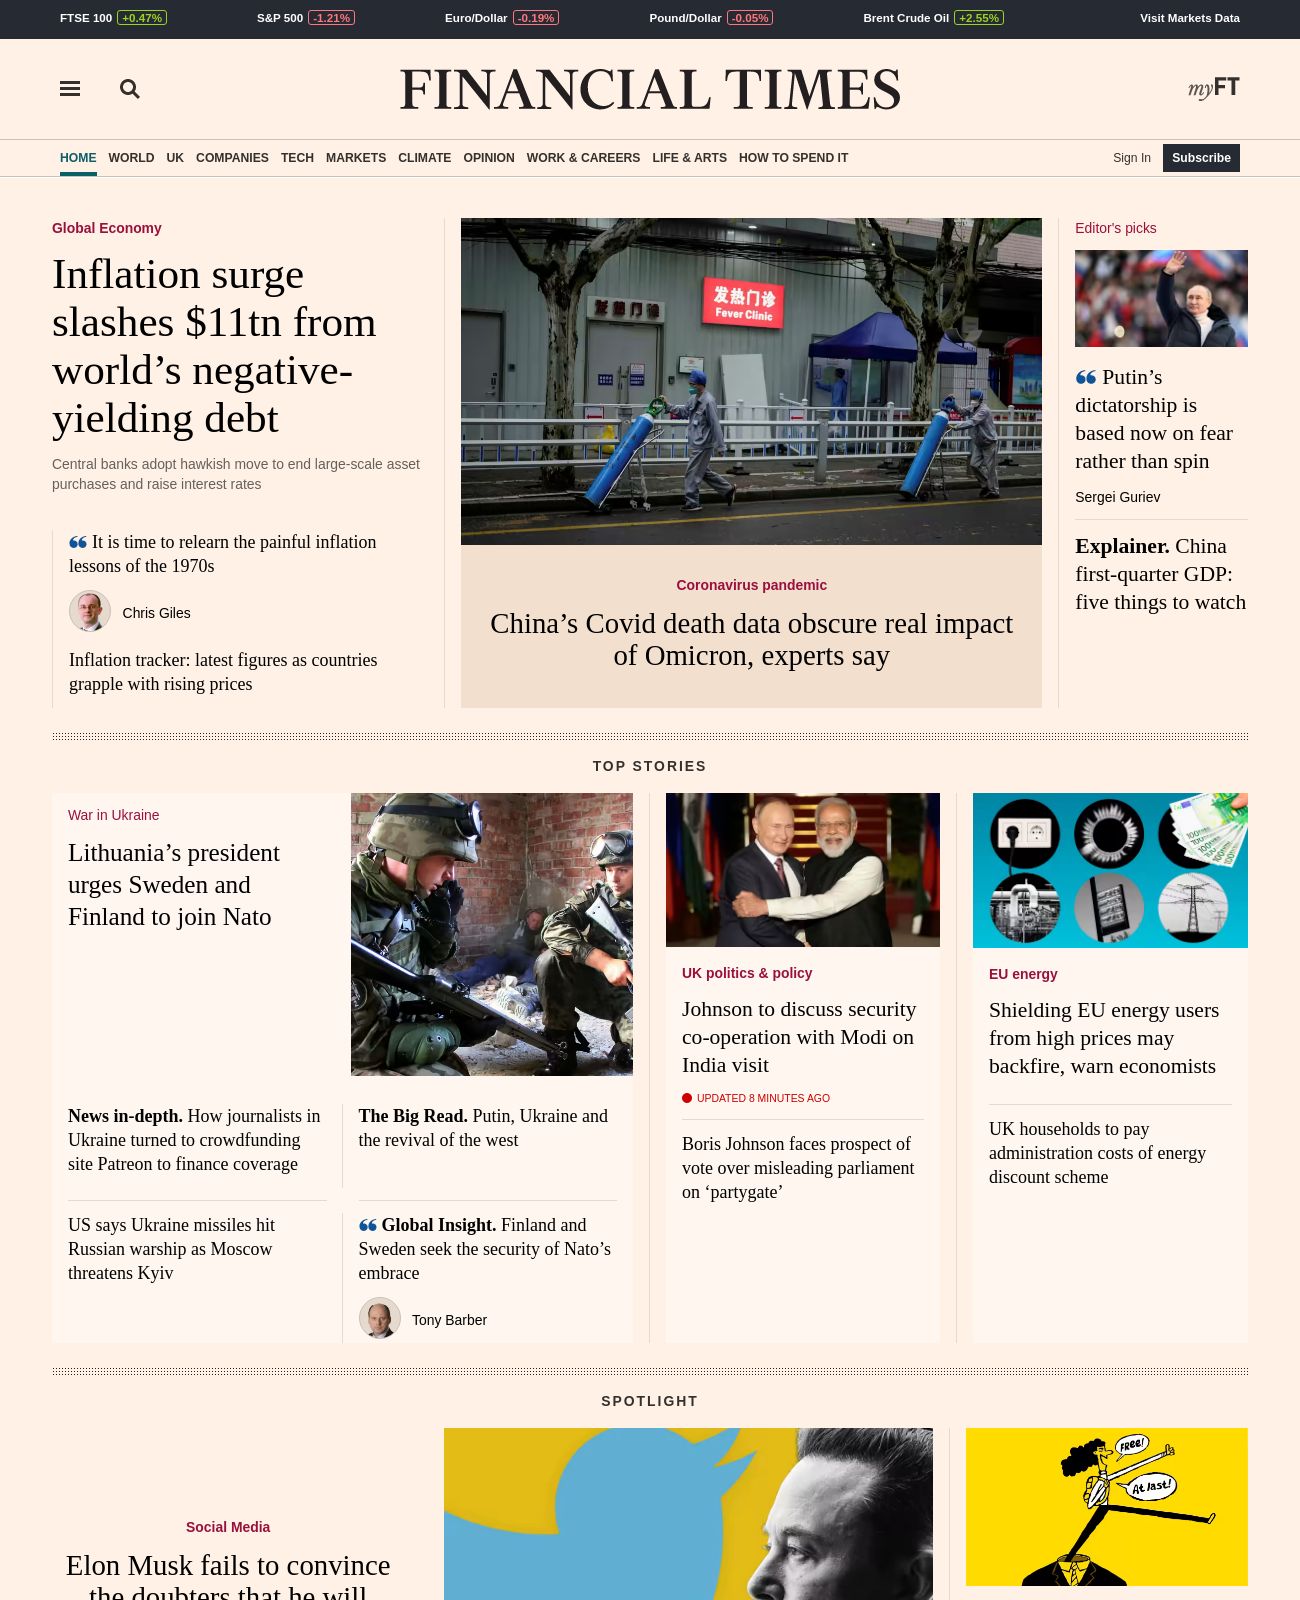 FTSE 100 +0.47%
S&P 500 -1.21%
Euro/Dollar -0.19%
Pound/Dollar -0.05%
Brent Crude Oil +2.55%
Visit Markets Data
FINANCIAL TIMES
myFT
HOME WORLD UK COMPANIES TECH MARKETS CLIMATE OPINION WORK & CAREERS LIFE & ARTS HOW TO SPEND IT
Sign In Subscribe
Global Economy
Inflation surge
slashes $11tn from
world’s negative-
yielding debt
Central banks adopt hawkish move to end large-scale asset
purchases and raise interest rates
“ It is time to relearn the painful inflation
lessons of the 1970s
Chris Giles
Inflation tracker: latest figures as countries
grapple with rising prices
发热门诊
发热门诊
Fever Clinic
Coronavirus pandemic
China’s Covid death data obscure real impact
of Omicron, experts say
Editor's picks
“ Putin’s
dictatorship is
based now on fear
rather than spin
Sergei Guriev
Explainer. China
first-quarter GDP:
five things to watch
TOP STORIES
War in Ukraine
Lithuania’s president
urges Sweden and
Finland to join Nato
News in-depth. How journalists in
Ukraine turned to crowdfunding
site Patreon to finance coverage
The Big Read. Putin, Ukraine and
the revival of the west
US says Ukraine missiles hit
Russian warship as Moscow
threatens Kyiv
“ Global Insight. Finland and
Sweden seek the security of Nato’s
embrace
Tony Barber
UK politics & policy
Johnson to discuss security
co-operation with Modi on
India visit
UPDATED 8 MINUTES AGO
Boris Johnson faces prospect of
vote over misleading parliament
on ‘partygate’
100
100
100
100
EU energy
Shielding EU energy users
from high prices may
backfire, warn economists
UK households to pay
administration costs of energy
discount scheme
SPOTLIGHT
Social Media
Elon Musk fails to convince
the doubters that he will
FREE!
At last!